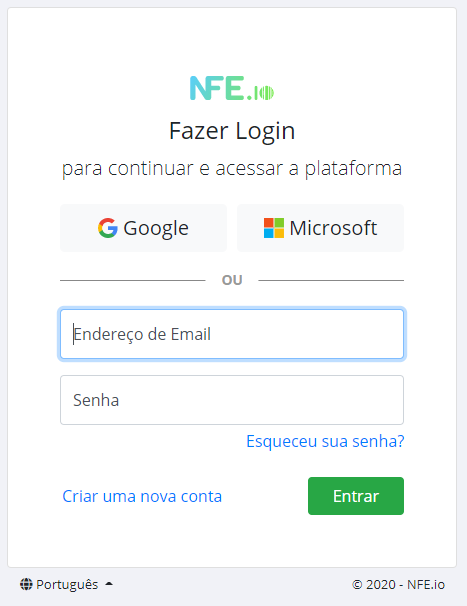 NFE.io
Fazer Login
para continuar e acessar a plataforma
Google Microsoft
OU
Endereço de Email
Senha
Esqueceu sua senha?
Criar uma nova conta Entrar
Português © 2020 - NFE.io